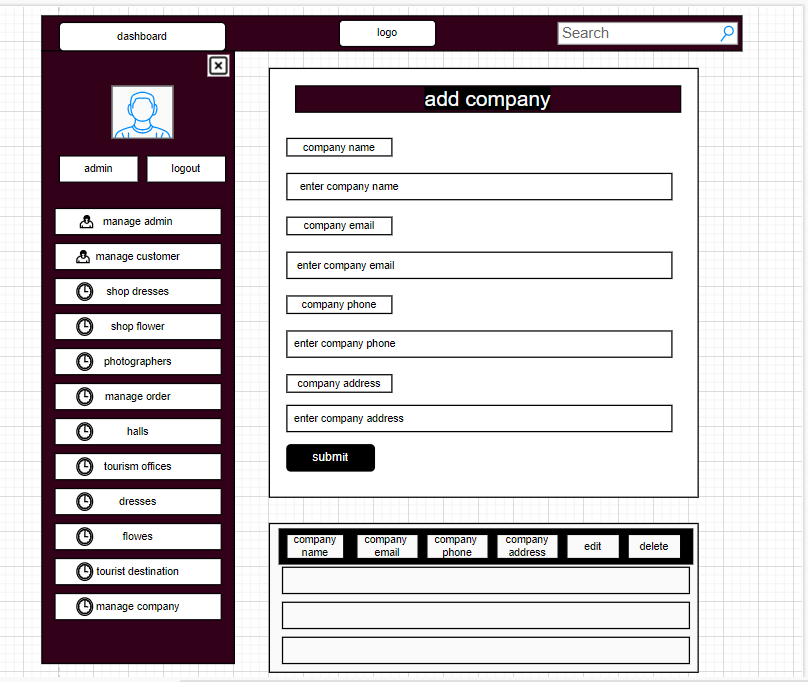 dashboard
logo
Search
admin
logout
manage admin
manage customer
shop dresses
shop flower
photographers
manage order
halls
tourism offices
dresses
flowes
tourist destination
manage company
add company
company name
enter company name
company email
enter company email
company phone
enter company phone
company address
enter company address
submit
company
name
company
email
company
phone
company
address
edit
delete